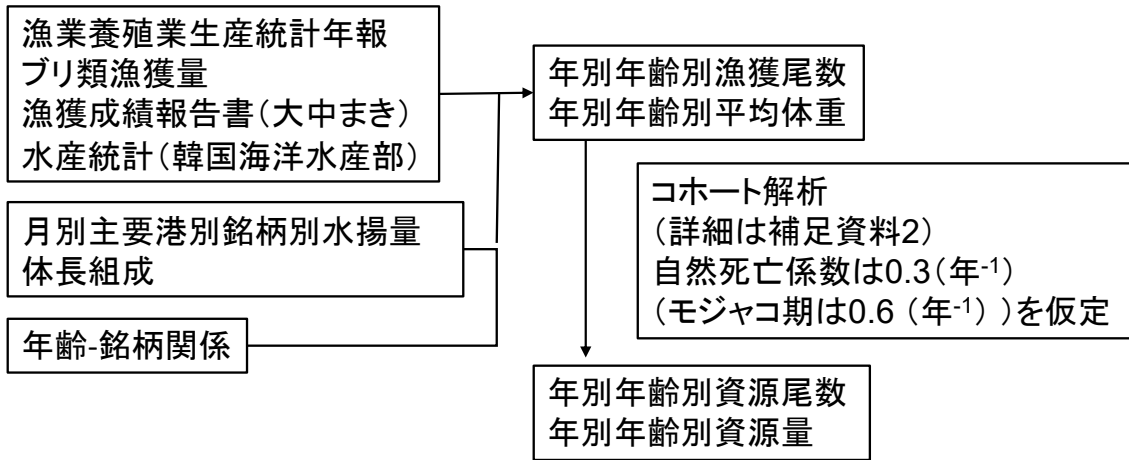 漁業養殖業生産統計年報
ブリ類漁獲量
漁獲成績報告書（大中まき）
水産統計（韓国海洋水産部）
月別主要港別銘柄別水揚量
体長組成
年齢-銘柄関係
年別年齢別漁獲尾数
年別年齢別平均体重
コホート解析
（詳細は補足資料2）
自然死亡係数は0.3（年-1）
（モジャコ期は0.6 （年-1） ）を仮定
年別年齢別資源尾数
年別年齢別資源量